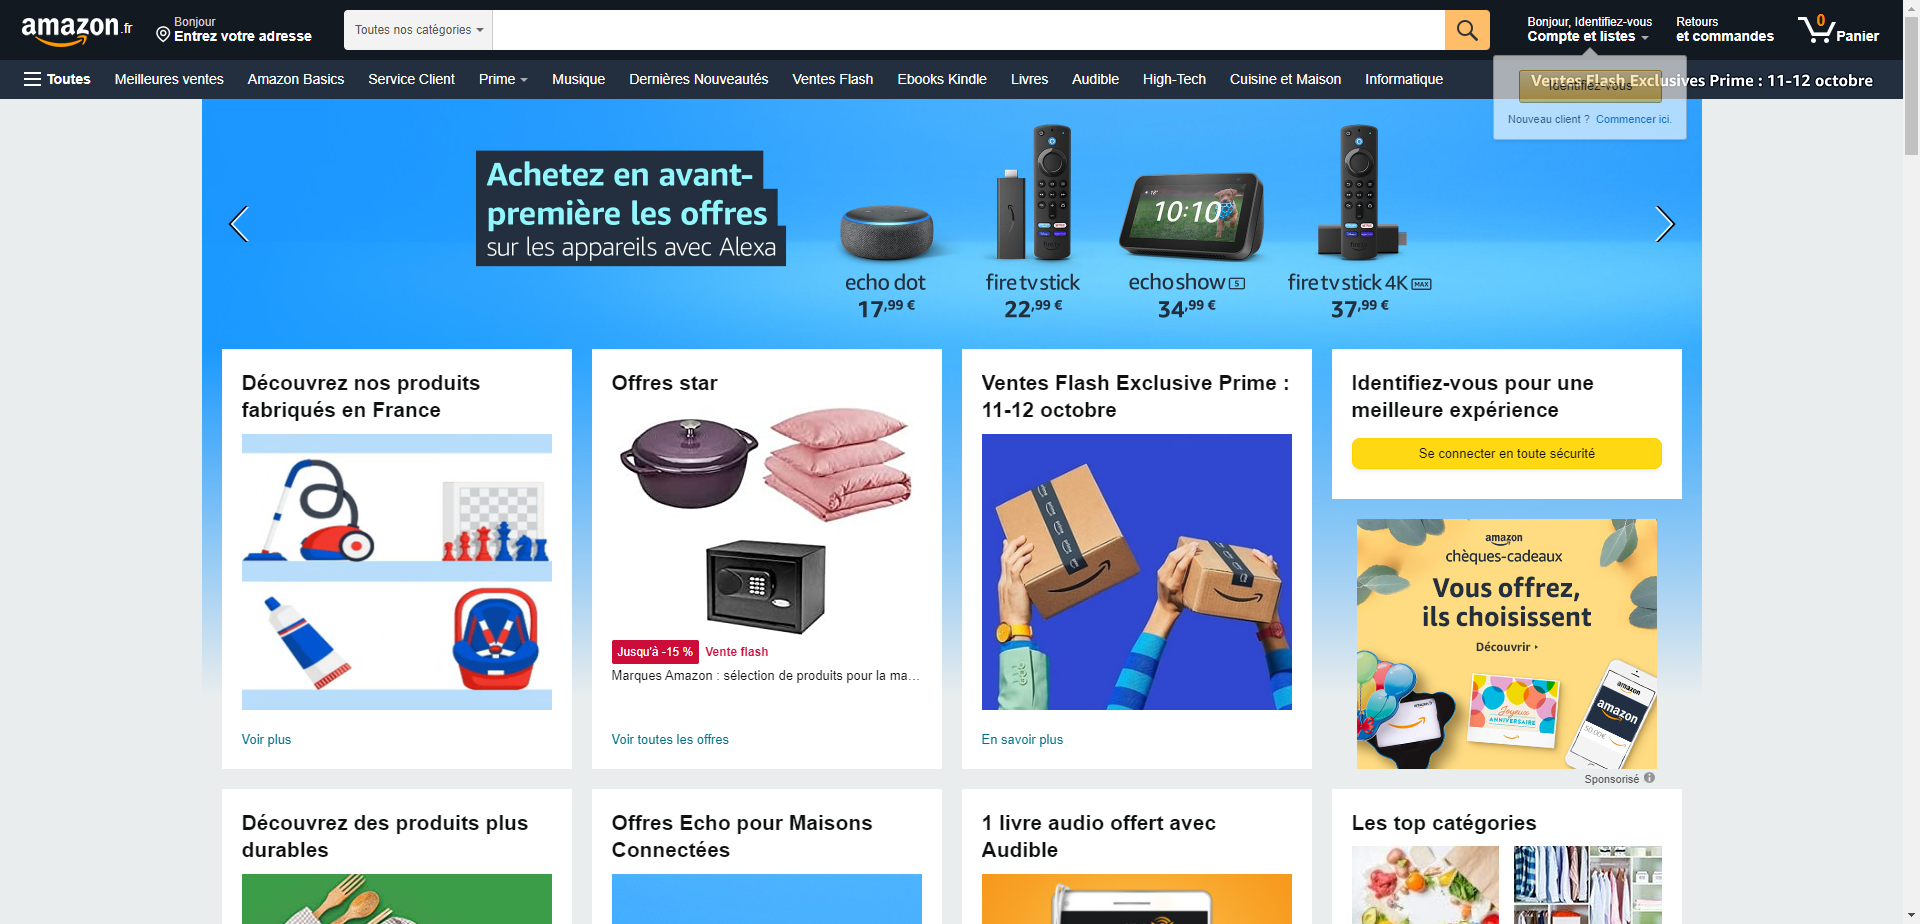 amazon.fr
Bonjour
Entrez votre adresse
Toutes nos catégories
Bonjour, Identifiez-vous
Compte et listes
Retours
et commandes
0
Panier
Toutes
Meilleures ventes
Amazon Basics
Service Client
Prime
Musique
Dernières Nouveautés
Ventes Flash
Ebooks Kindle
Livres
Audible
High-Tech
Cuisine et Maison
Informatique
Ventes Flash Exclusives Prime : 11-12 octobre
Identifiez-vous
Nouveau client ? Commencer ici.
Achetez en avant-
première les offres
sur les appareils avec Alexa
10:10
echo dot
17,99 €
fire tv stick
22,99 €
echo show 5
34,99 €
fire tv stick 4K MAX
37,99 €
Découvrez nos produits
fabriqués en France
Voir plus
Offres star
Jusqu'à -15 %
Vente flash
Marques Amazon : sélection de produits pour la ma…
Voir toutes les offres
Ventes Flash Exclusive Prime :
11-12 octobre
En savoir plus
Identifiez-vous pour une
meilleure expérience
Se connecter en toute sécurité
amazon
chèques-cadeaux
Vous offrez,
ils choisissent
Découvrir
Joyeux
ANNIVERSAIRE
amazon
amazon
50.00€
Sponsorisé
Découvrez des produits plus
durables
Offres Echo pour Maisons
Connectées
1 livre audio offert avec
Audible
Les top catégories